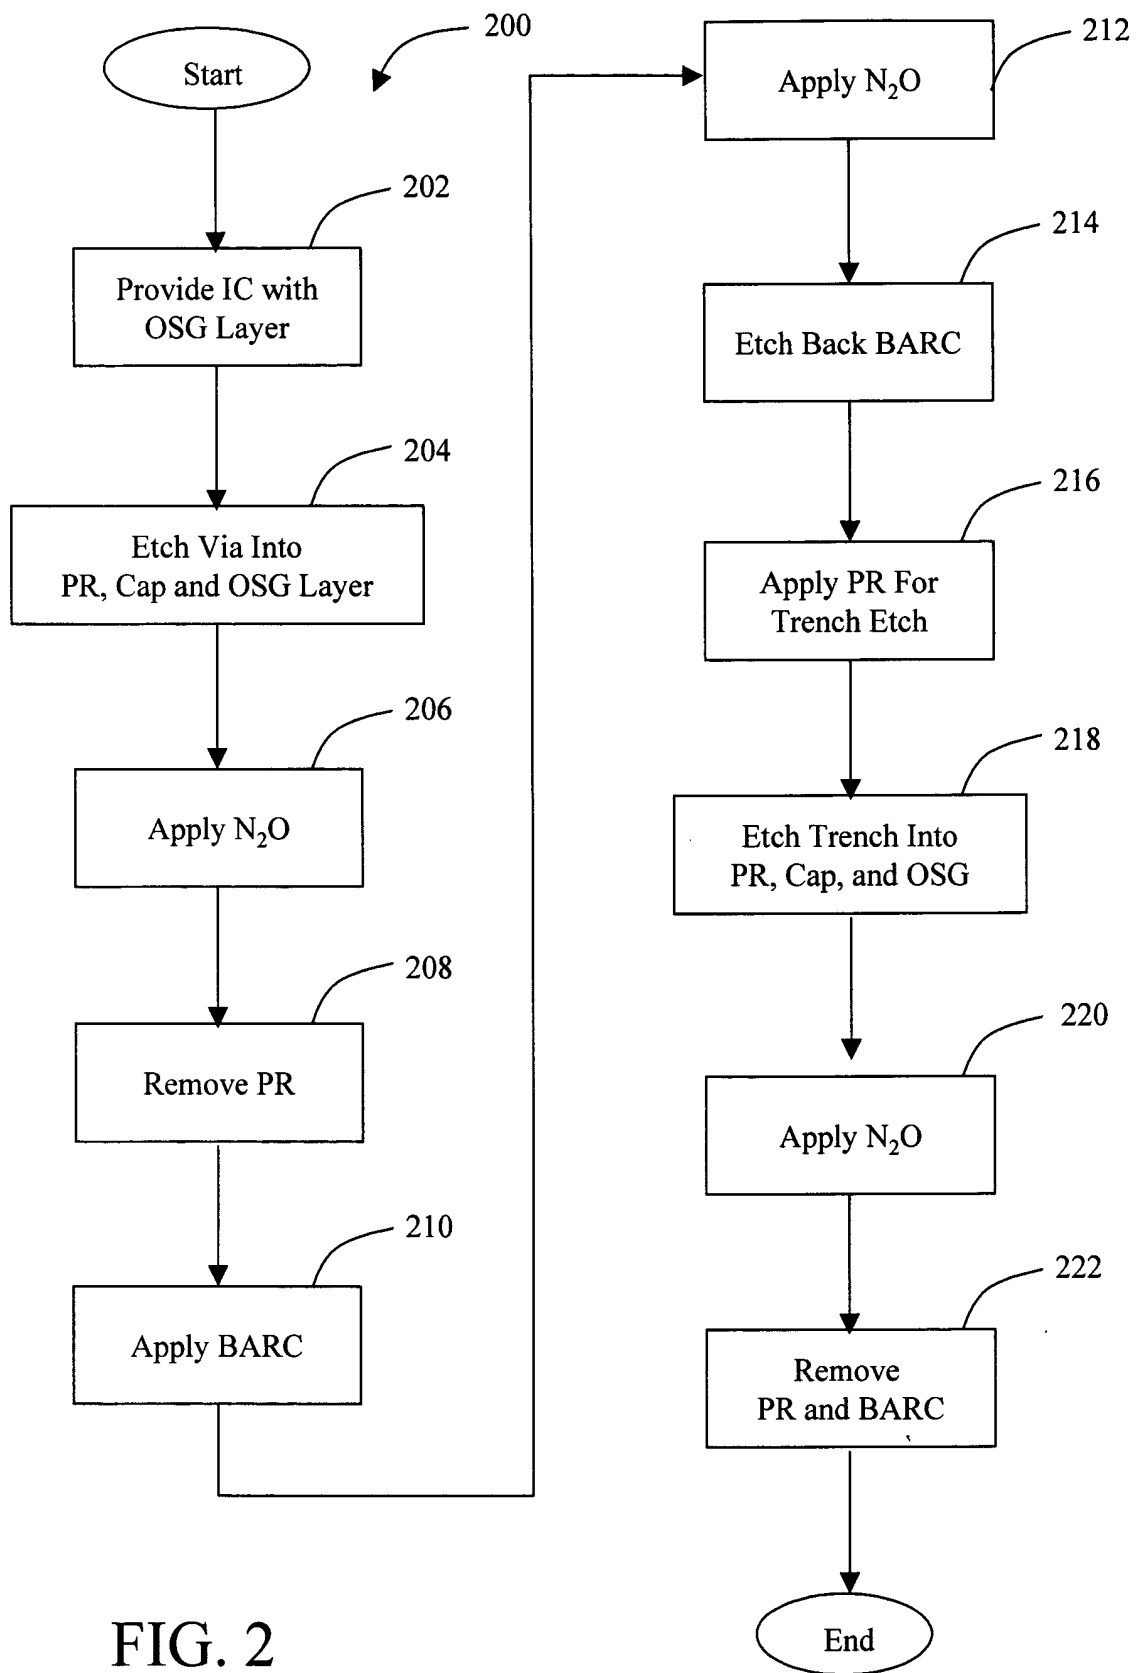 200
Start
202
Provide IC with
OSG Layer
204
Etch Via Into
PR, Cap and OSG Layer
206
Apply N₂O
208
Remove PR
210
Apply BARC
212
Apply N₂O
214
Etch Back BARC
216
Apply PR For
Trench Etch
218
Etch Trench Into
PR, Cap, and OSG
220
Apply N₂O
222
Remove
PR and BARC
End
FIG. 2